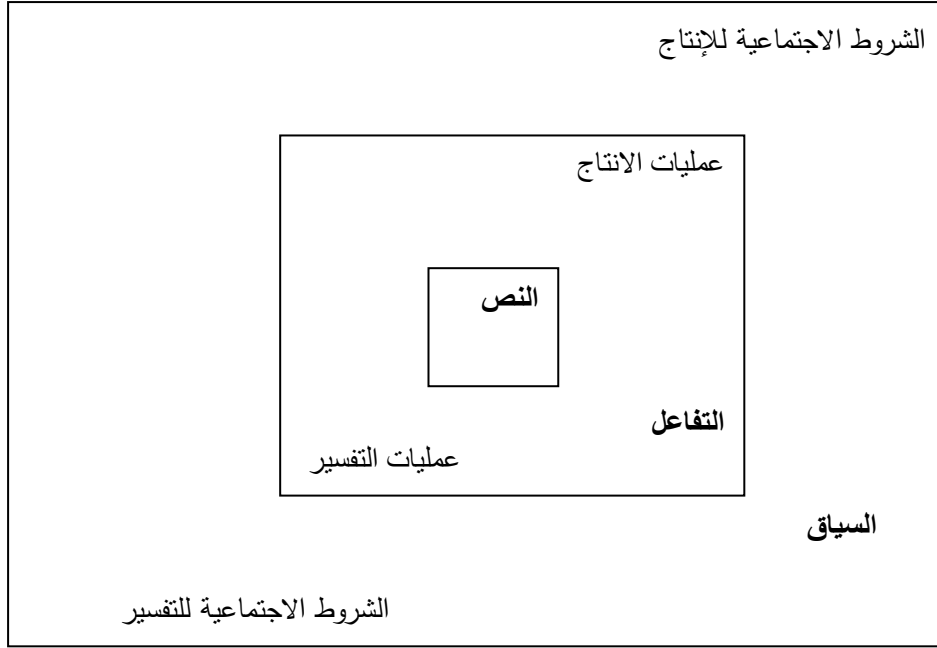 الشروط الاجتماعية للإنتاج
عمليات الانتاج
النص
التفاعل
عمليات التفسير
السياق
الشروط الاجتماعية للتفسير